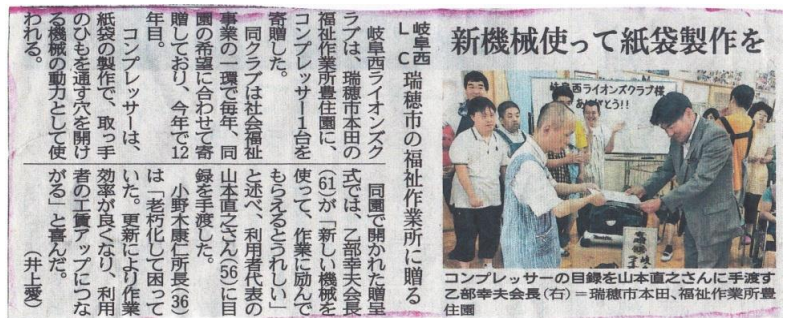 新機械使って紙袋製作を
岐阜西LC 瑞穂市の福祉作業所に贈る
岐阜西ライオンズク
ラブは、瑞穂市本田の
福祉作業所豊住園に、
コンプレッサー1台を
寄贈した。
同クラブは社会福祉
事業の一環で毎年、同
園の希望に合わせて寄
贈しており、今年で12
年目。
コンプレッサーは、
紙袋の製作で、取っ手
のひもを通す穴を開け
る機械の動力として使
われる。
同園で開かれた贈呈
式では、乙部幸夫会長
(61)が「新しい機械を
使って、作業に励んで
もらえるとうれしい」
と述べ、利用者代表の
山本直之さん(56)に目
録を手渡した。
小野木康仁所長(36)
は「老朽化して困って
いた。更新により作業
効率が良くなり、利用
者の工賃アップにつな
がる」と喜んだ。
(井上愛)
岐阜西ライオンズクラブ様
ありがとう!!
コンプレッサーの目録を山本直之さんに手渡す
乙部幸夫会長(右)=瑞穂市本田、福祉作業所豊
住園